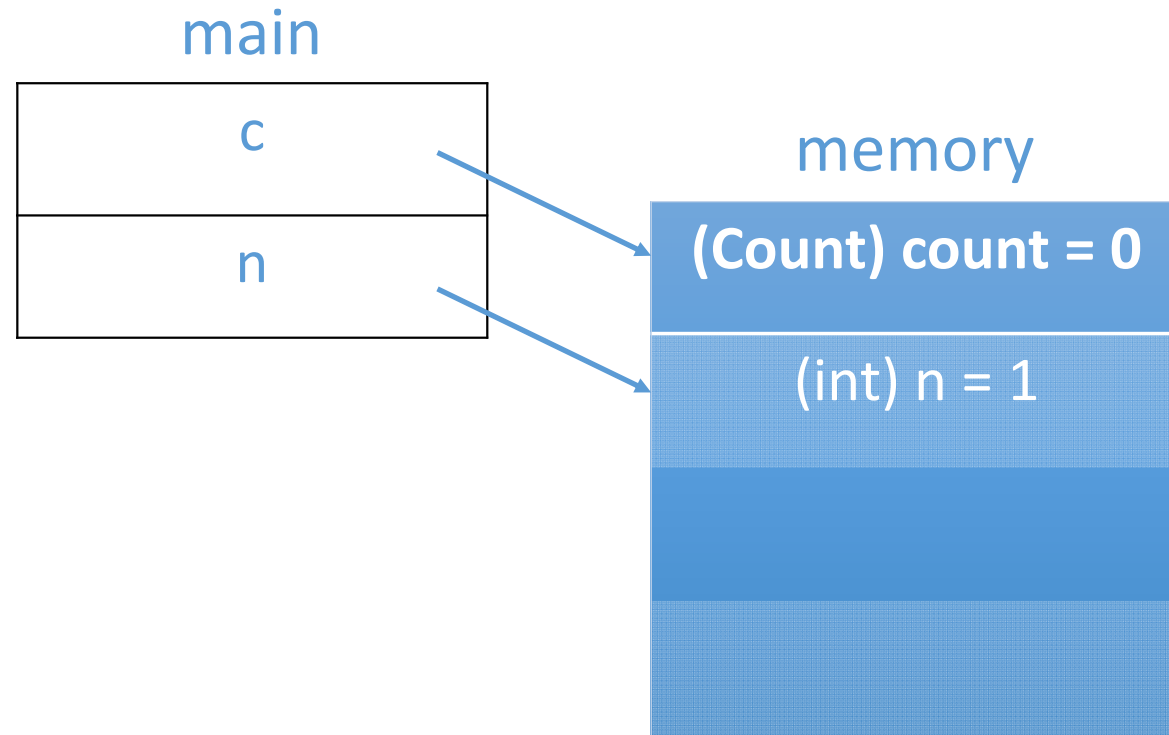 main
c
n
memory
(Count) count = 0
(int) n = 1